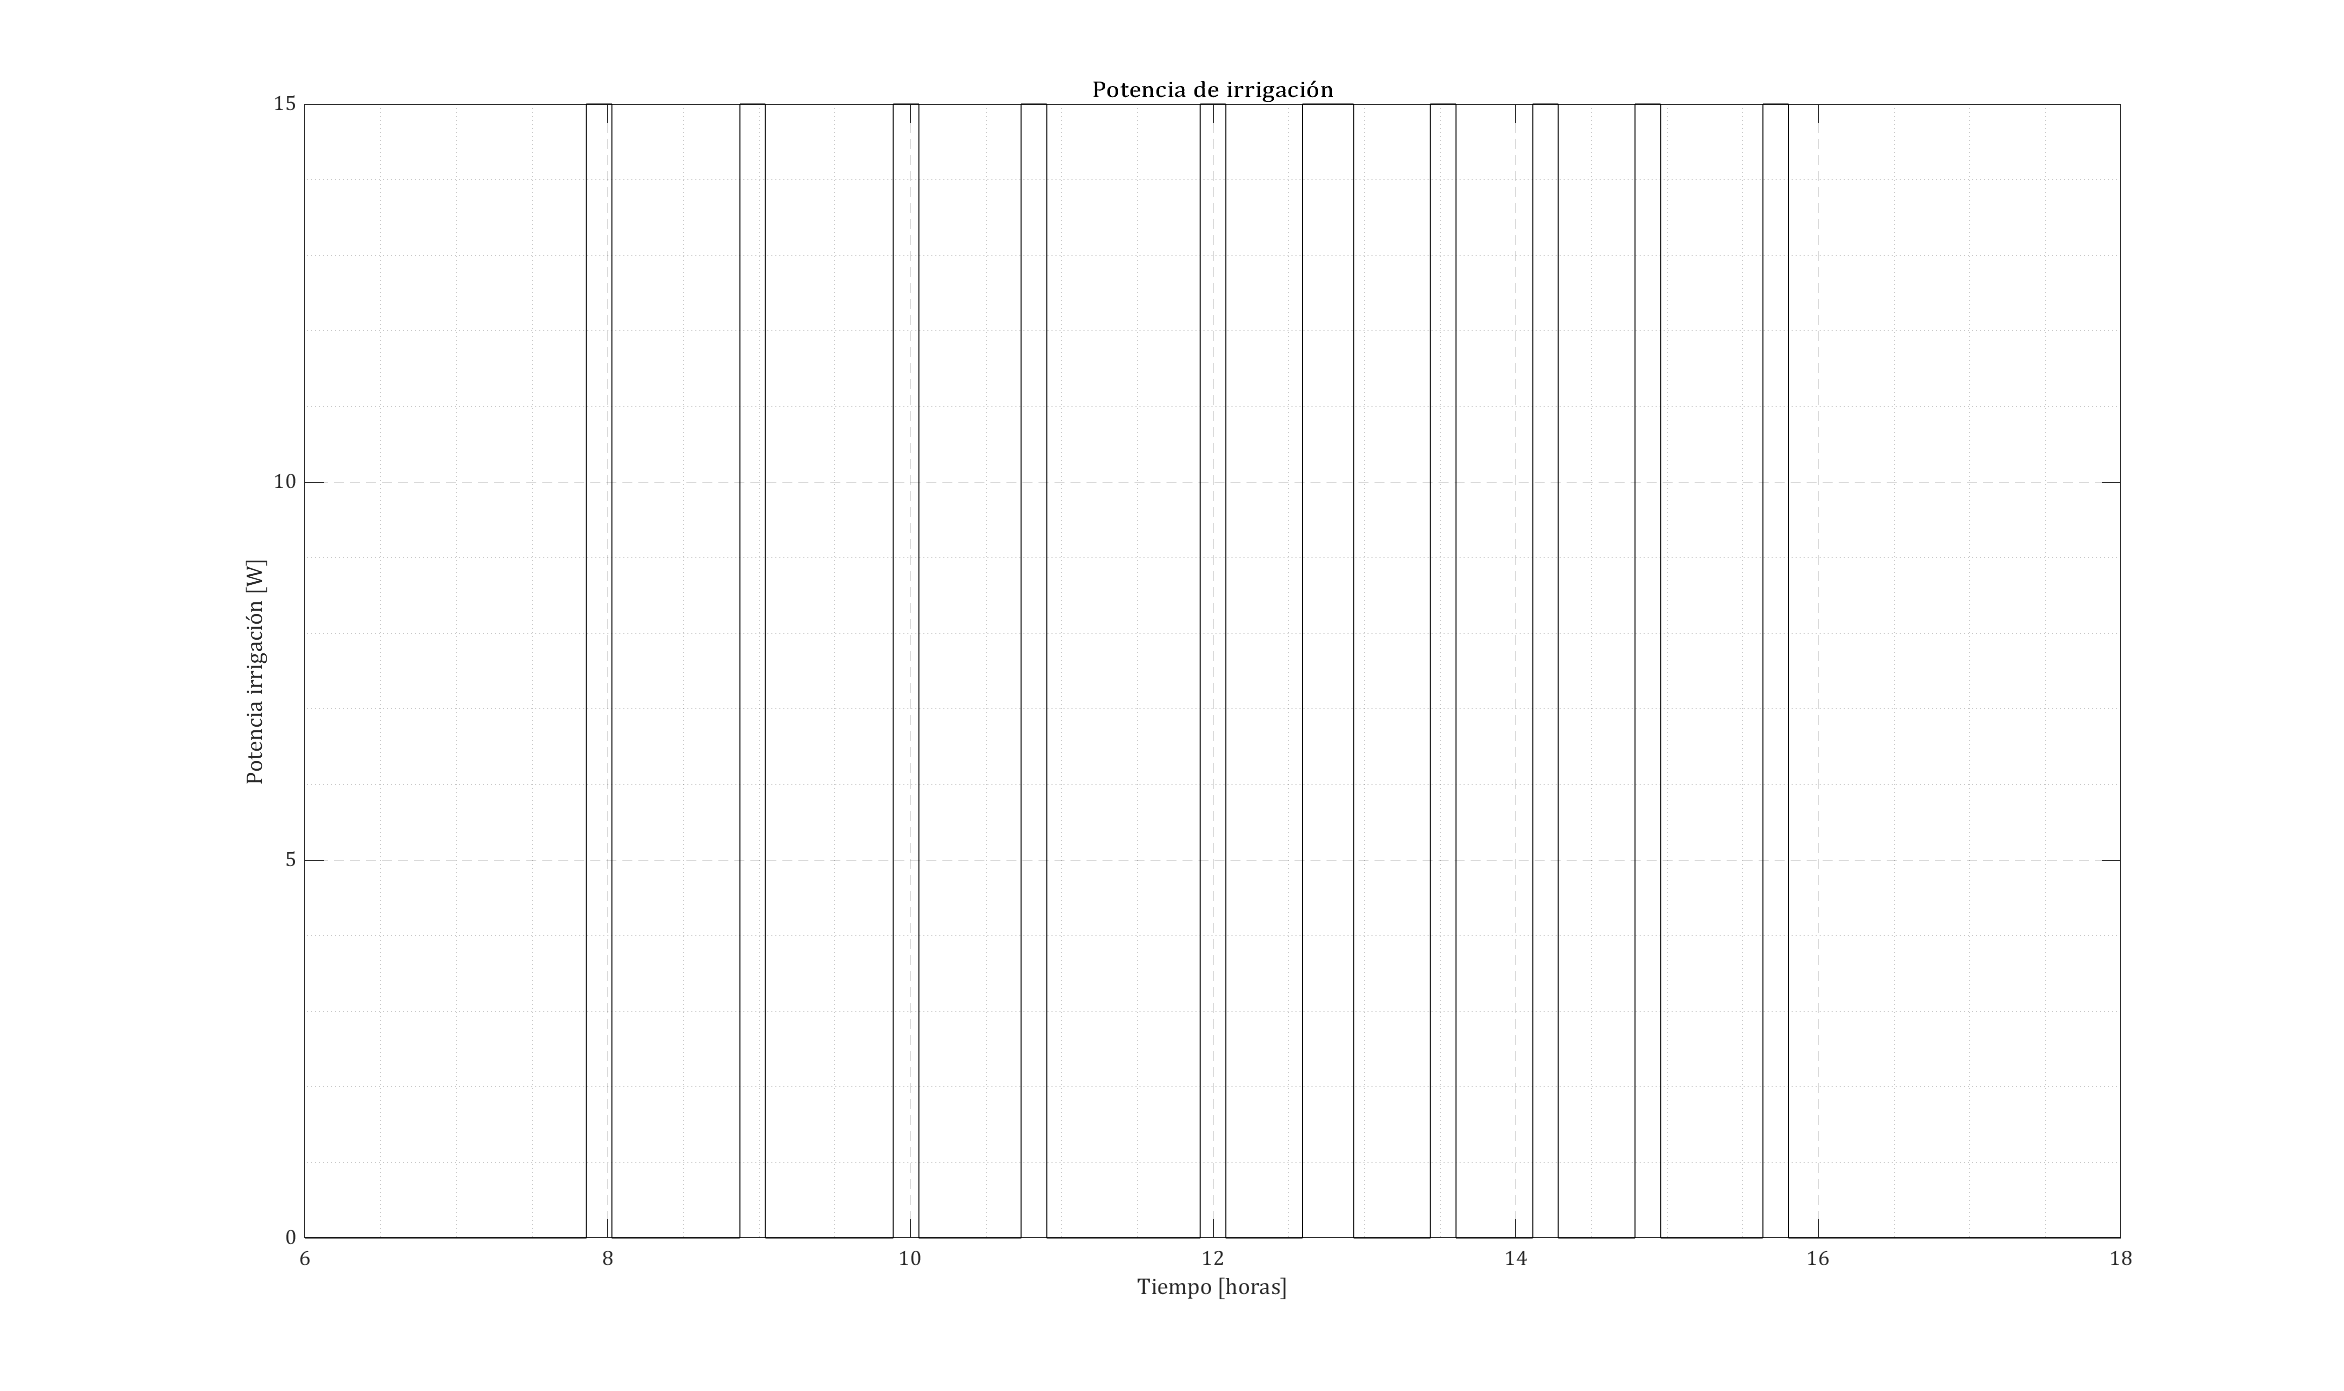 Potencia de irrigación
15
10
5
0
Potencia irrigación [W]
6 8 10 12 14 16 18
Tiempo [horas]